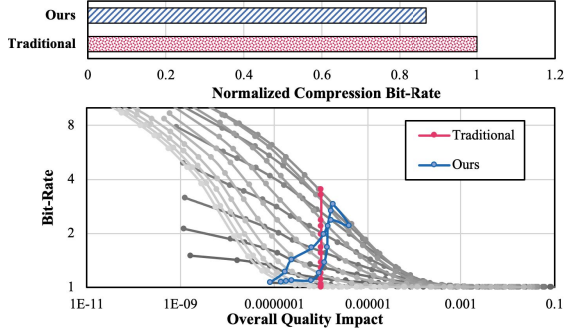 Ours
Traditional
0 0.2 0.4 0.6 0.8 1 1.2
Normalized Compression Bit-Rate
8
4
2
1
Bit-Rate
Traditional
Ours
1E-11 1E-09 0.0000001 0.00001 0.001 0.1
Overall Quality Impact